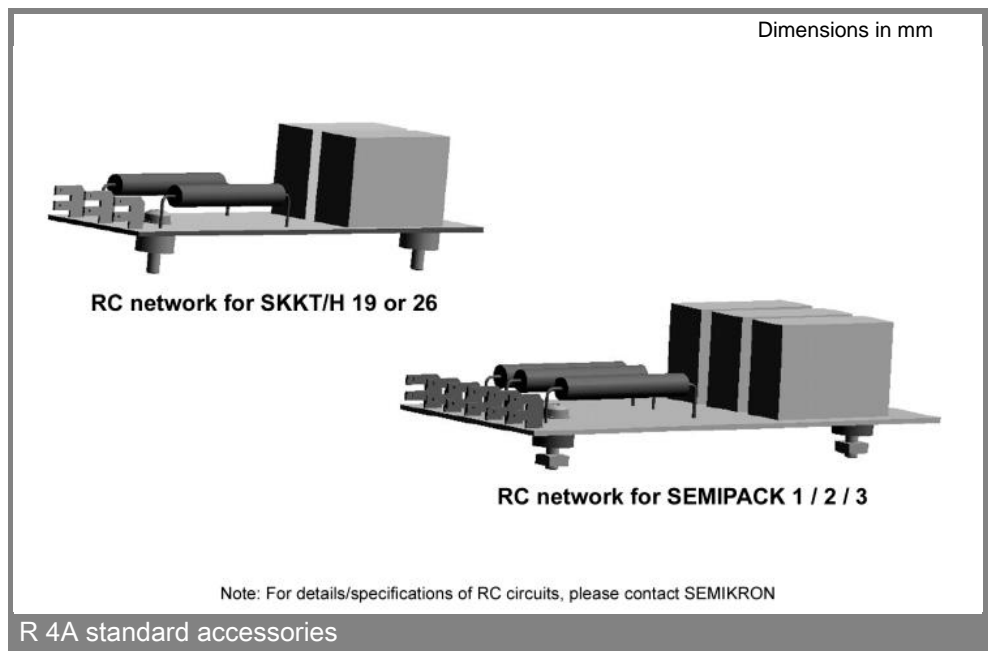 Dimensions in mm
RC network for SKKT/H 19 or 26
RC network for SEMIPACK 1 / 2 / 3
Note: For details/specifications of RC circuits, please contact SEMIKRON
R 4A standard accessories